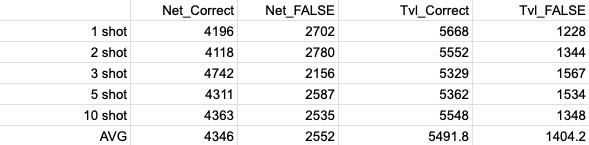 Net_Correct Net_FALSE Tvl_Correct Tvl_FALSE
1 shot 4196 2702 5668 1228
2 shot 4118 2780 5552 1344
3 shot 4742 2156 5329 1567
5 shot 4311 2587 5362 1534
10 shot 4363 2535 5548 1348
AVG 4346 2552 5491.8 1404.2